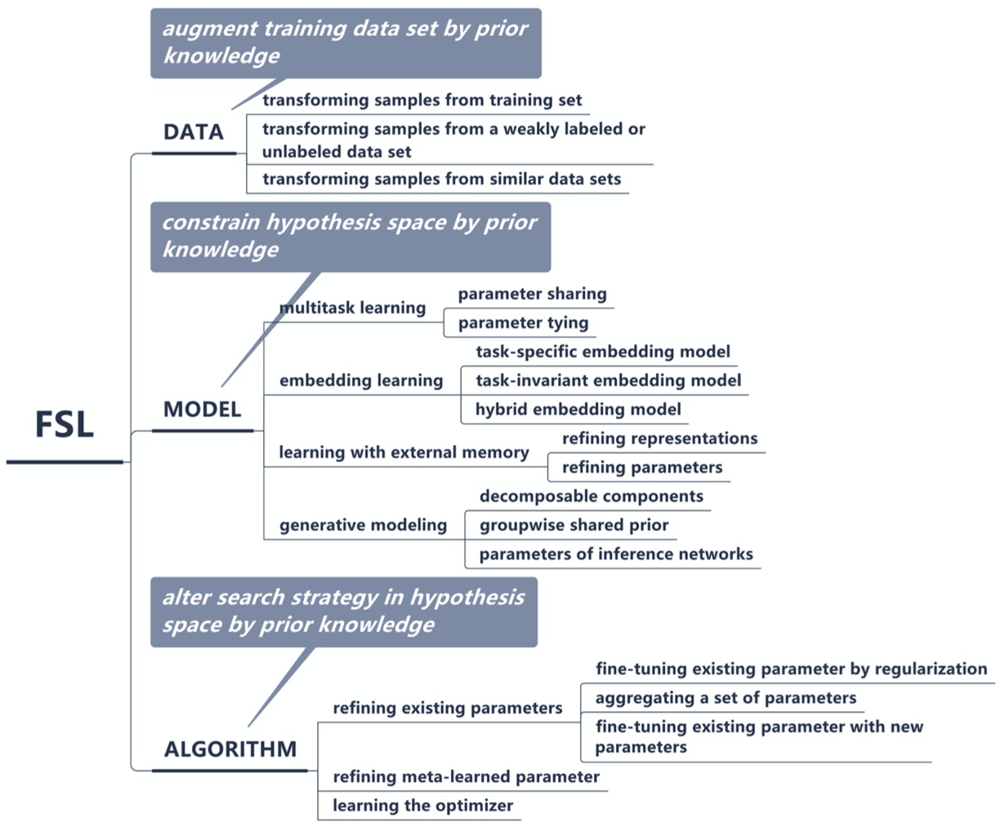 augment training data set by prior
knowledge
transforming samples from training set
DATA
transforming samples from a weakly labeled or
unlabeled data set
transforming samples from similar data sets
constrain hypothesis space by prior
knowledge
parameter sharing
multitask learning
parameter tying
task-specific embedding model
embedding learning
task-invariant embedding model
hybrid embedding model
MODEL
FSL
refining representations
learning with external memory
refining parameters
decomposable components
generative modeling
groupwise shared prior
parameters of inference networks
alter search strategy in hypothesis
space by prior knowledge
fine-tuning existing parameter by regularization
refining existing parameters
aggregating a set of parameters
fine-tuning existing parameter with new
parameters
ALGORITHM
refining meta-learned parameter
learning the optimizer